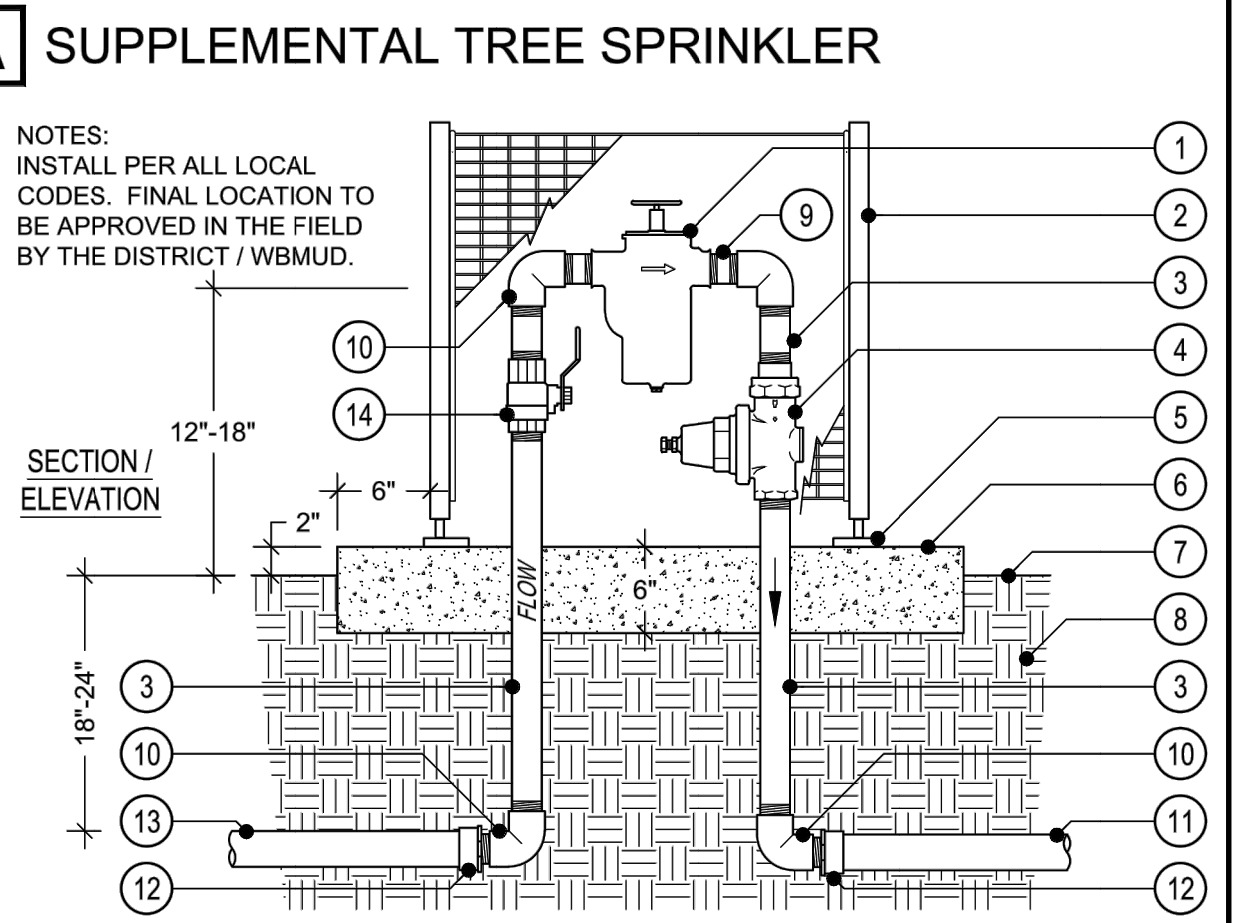 A SUPPLEMENTAL TREE SPRINKLER
NOTES:
INSTALL PER ALL LOCAL
CODES. FINAL LOCATION TO
BE APPROVED IN THE FIELD
BY THE DISTRICT / WBMUD.
1
9
2
3
10
4
14
12"-18"
5
SECTION /
ELEVATION
6"
6
2"
7
FLOW
6"
8
18"-24"
3
3
10
10
13
11
12
12